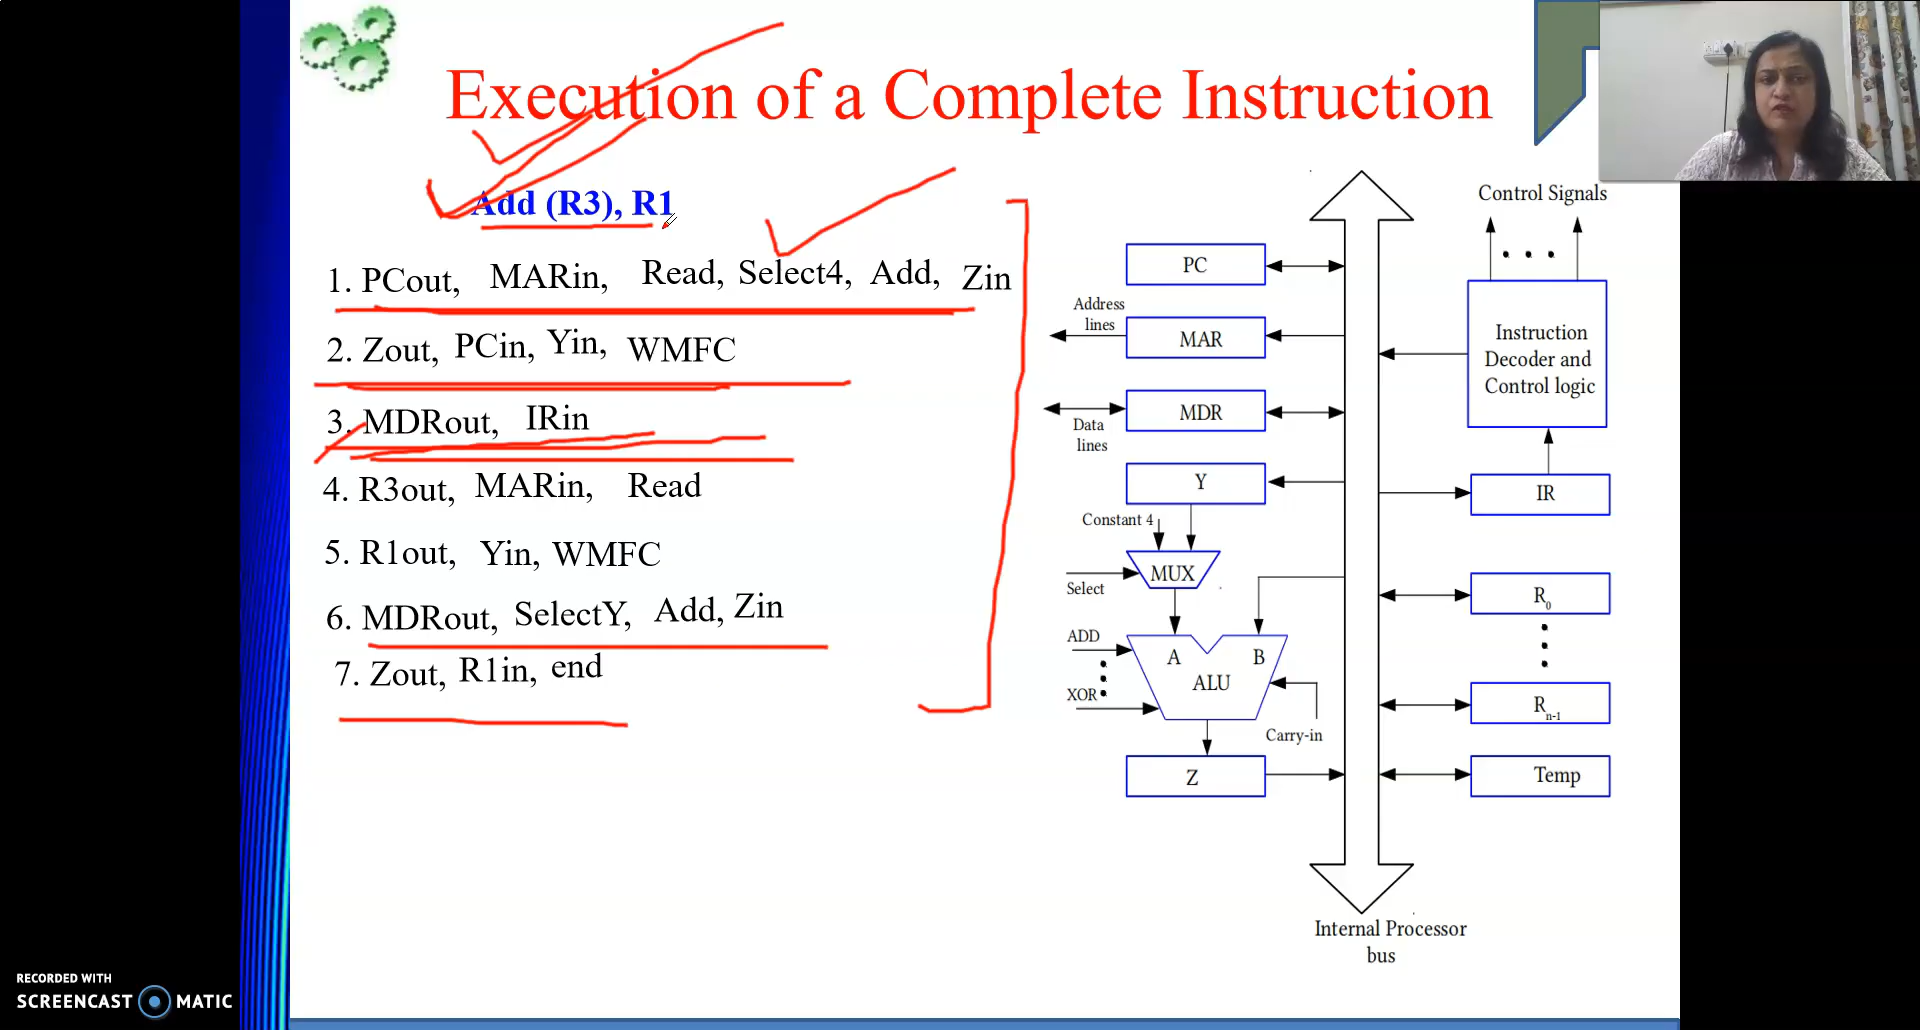 Execution of a Complete Instruction
Add (R3), R1
1. PCout, MARin, Read, Select4, Add, Zin
2. Zout, PCin, Yin, WMFC
3. MDRout, IRin
4. R3out, MARin, Read
5. R1out, Yin, WMFC
6. MDRout, SelectY, Add, Zin
7. Zout, R1in, end
Control Signals
PC
Address
lines
MAR
Instruction
Decoder and
Control logic
MDR
Data
lines
Y
IR
Constant 4
MUX
Select
R0
ADD
A B
ALU
XOR
Rn-1
Carry-in
Z
Temp
Internal Processor
bus
RECORDED WITH
SCREENCAST MATIC